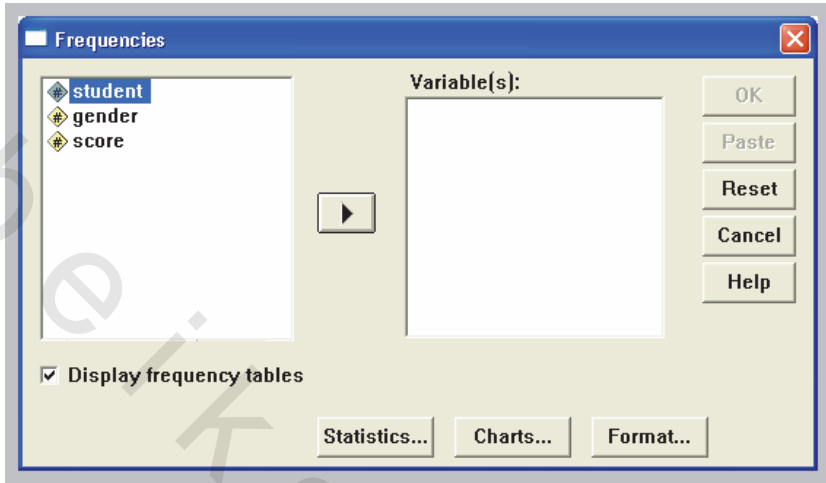 Frequencies
student
gender
score
Variable(s):
OK
Paste
Reset
Cancel
Help
Display frequency tables
Statistics...
Charts...
Format...